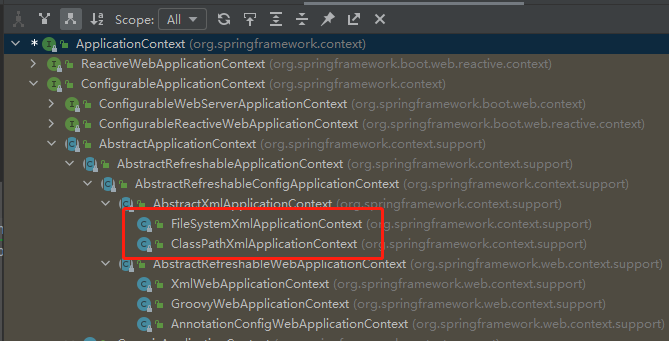 Scope: All
* ApplicationContext (org.springframework.context)
ReactiveWebApplicationContext (org.springframework.boot.web.reactive.context)
ConfigurableApplicationContext (org.springframework.context)
ConfigurableWebServerApplicationContext (org.springframework.boot.web.context)
ConfigurableReactiveWebApplicationContext (org.springframework.boot.web.reactive.context)
AbstractApplicationContext (org.springframework.context.support)
AbstractRefreshableApplicationContext (org.springframework.context.support)
AbstractRefreshableConfigApplicationContext (org.springframework.context.support)
AbstractXmlApplicationContext (org.springframework.context.support)
FileSystemXmlApplicationContext (org.springframework.context.support)
ClassPathXmlApplicationContext (org.springframework.context.support)
AbstractRefreshableWebApplicationContext (org.springframework.web.context.support)
XmlWebApplicationContext (org.springframework.web.context.support)
GroovyWebApplicationContext (org.springframework.web.context.support)
AnnotationConfigWebApplicationContext (org.springframework.web.context.support)